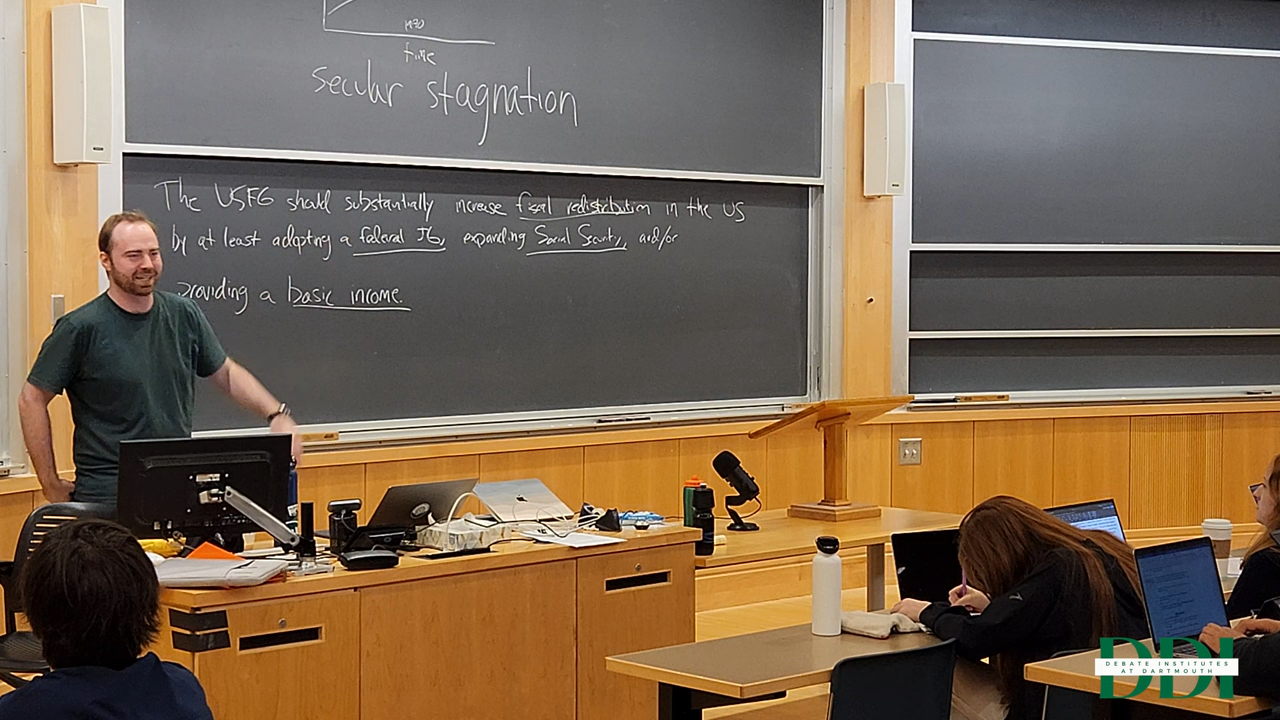 1970
time
secular stagnation
The USFG should substantially increase fiscal redistribution in the US
by at least adopting a federal JG, expanding Social Security, and/or
providing a basic income.
DDI
DEBATE INSTITUTES
AT DARTMOUTH